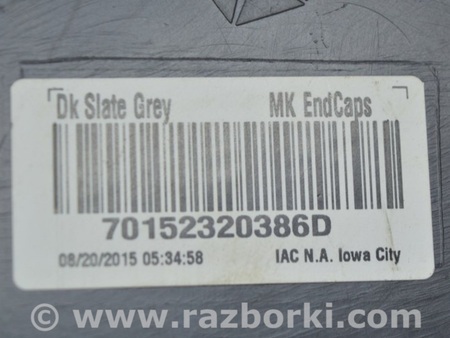 Dk Slate Grey MK EndCaps
70152320386D
08/20/2015 05:34:58 IAC N.A. Iowa City
© www.razborki.com